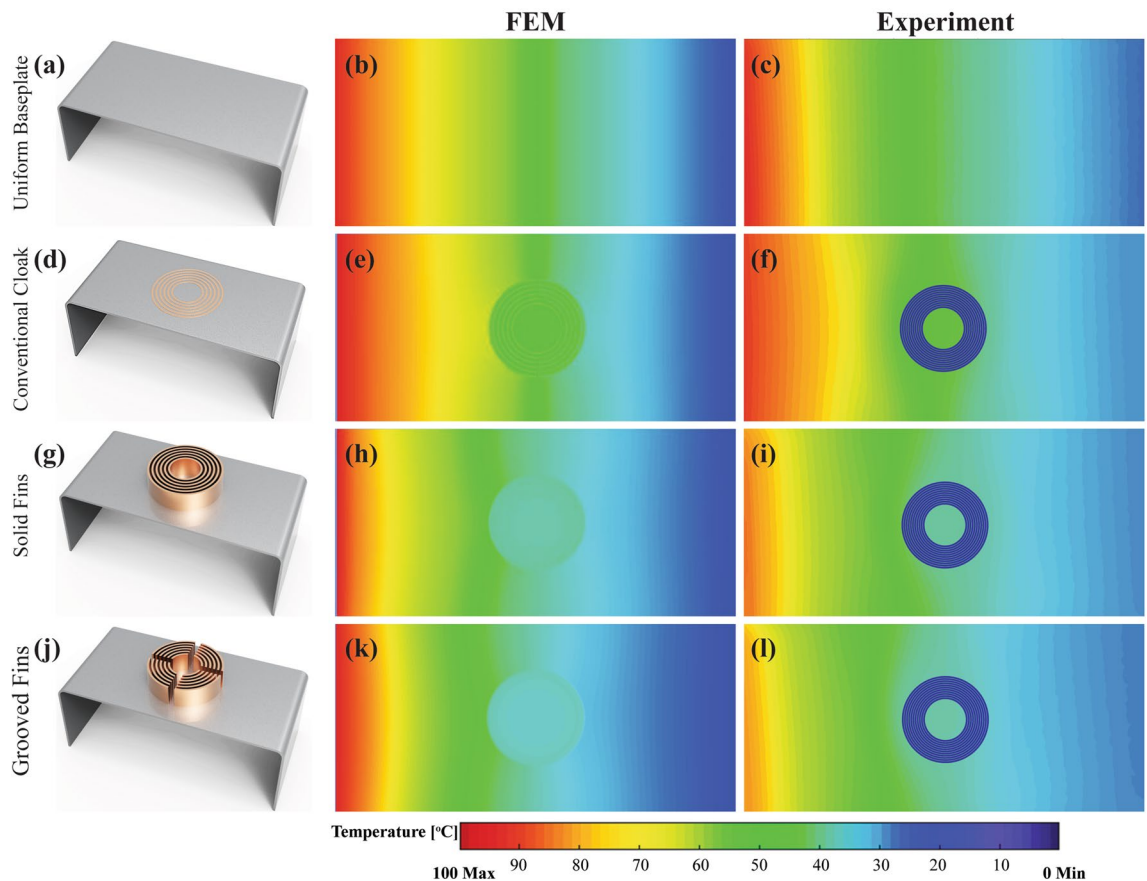 FEM Experiment
Uniform Baseplate (a) (b) (c)
Conventional Cloak (d) (e) (f)
Solid Fins (g) (h) (i)
Grooved Fins (j) (k) (l)
Temperature [°C]
90 80 70 60 50 40 30 20 10
100 Max 0 Min